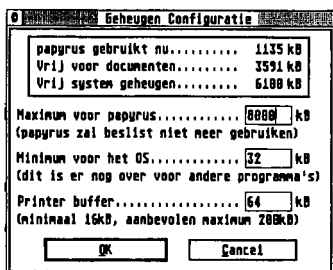 Geheugen Configuratie
papyrus gebruikt nu.......... 1135 kB
Vrij voor documenten......... 3591 kB
Vrij system geheugen......... 6100 kB
Maximum voor papyrus............ 8000 kB
(papyrus zal beslist niet meer gebruiken)
Minimum voor het OS............. 32 kB
(dit is er nog over voor andere programma's)
Printer buffer.................. 64 kB
(minimaal 16kB, aanbevolen maximum 200kB)
OK Cancel